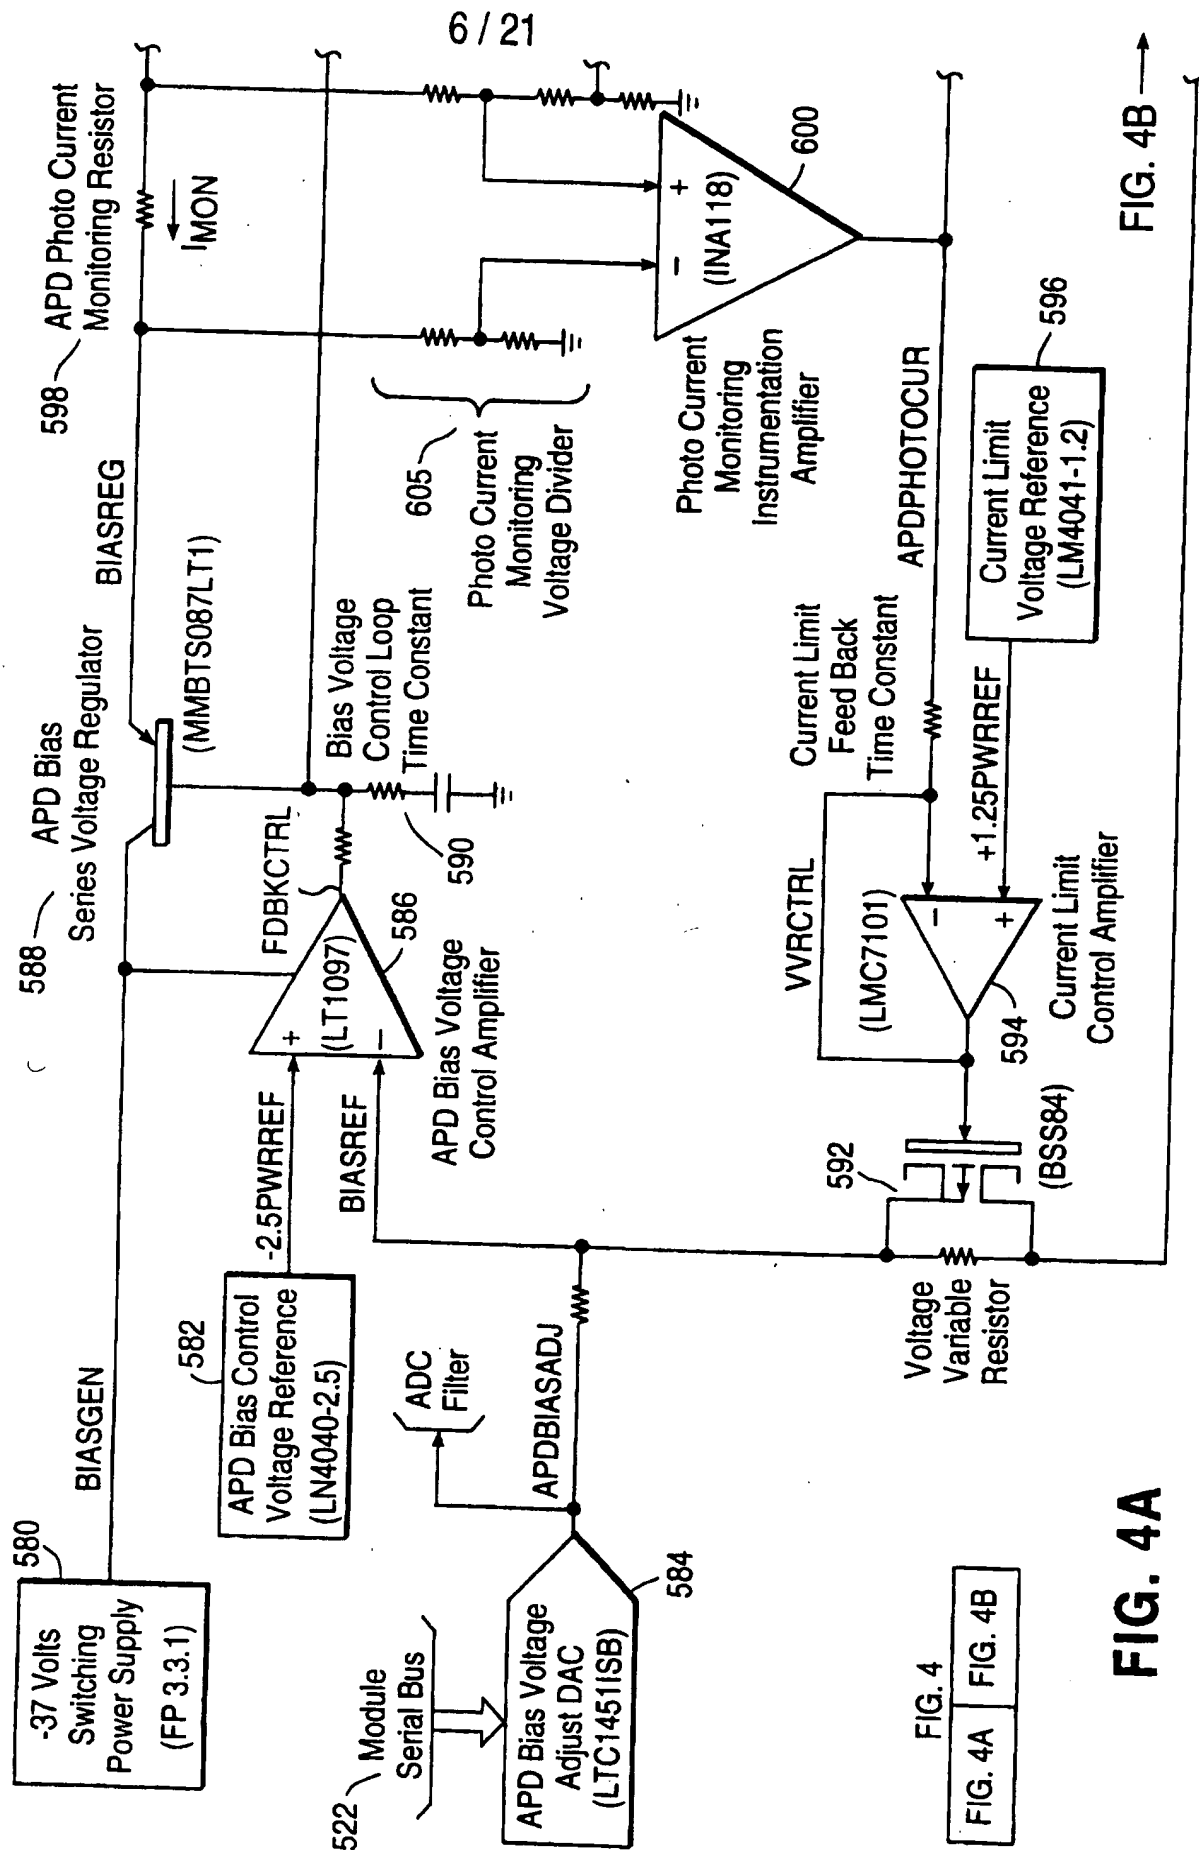 6 / 21
-37 Volts
Switching
Power Supply
(FP 3.3.1)
580
BIASGEN
588
APD Bias
Series Voltage Regulator
(MMBTS087LT1)
BIASREG
598
APD Photo Current
Monitoring Resistor
IMON
582
APD Bias Control
Voltage Reference
(LN4040-2.5)
-2.5PWRREF
BIASREF
+
−
(LT1097)
FDBKCTRL
586
APD Bias Voltage
Control Amplifier
590
Bias Voltage
Control Loop
Time Constant
605
Photo Current
Monitoring
Voltage Divider
−
+
(INA118)
600
Photo Current
Monitoring
Instrumentation
Amplifier
522
Module
Serial Bus
APD Bias Voltage
Adjust DAC
(LTC1451ISB)
584
ADC
Filter
APDBIASADJ
Voltage
Variable
Resistor
592
(BSS84)
VVRCTRL
(LMC7101)
−
+
594
Current Limit
Control Amplifier
Current Limit
Feed Back
Time Constant
APDPHOTOCUR
+1.25PWRREF
Current Limit
Voltage Reference
(LM4041-1.2)
596
FIG. 4
FIG. 4A
FIG. 4B
FIG. 4A
FIG. 4B